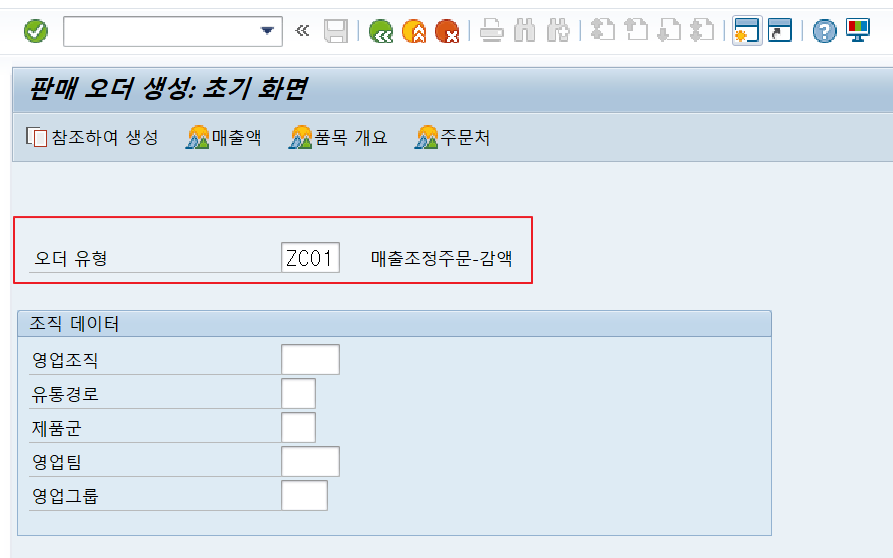 판매 오더 생성: 초기 화면
참조하여 생성 매출액 품목 개요 주문처
오더 유형 ZC01 매출조정주문-감액
조직 데이터
영업조직
유통경로
제품군
영업팀
영업그룹